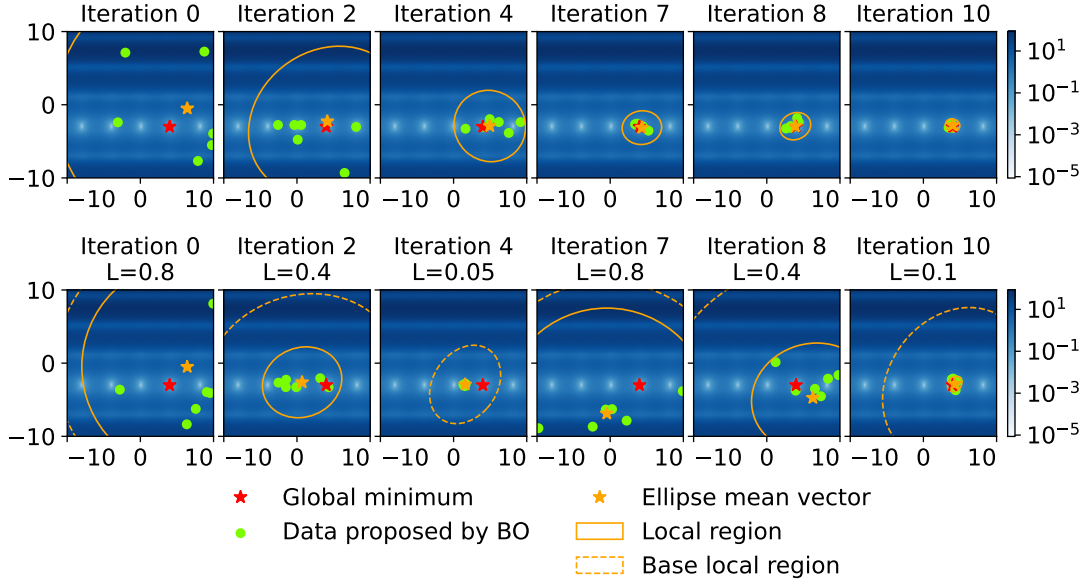 Iteration 0 Iteration 2 Iteration 4 Iteration 7 Iteration 8 Iteration 10
10
0
−10
−10 0 10 −10 0 10 −10 0 10 −10 0 10 −10 0 10 −10 0 10
10¹
10⁻¹
10⁻³
10⁻⁵
Iteration 0 Iteration 2 Iteration 4 Iteration 7 Iteration 8 Iteration 10
L=0.8 L=0.4 L=0.05 L=0.8 L=0.4 L=0.1
10
0
−10
−10 0 10 −10 0 10 −10 0 10 −10 0 10 −10 0 10 −10 0 10
10¹
10⁻¹
10⁻³
10⁻⁵
Global minimum
Data proposed by BO
Ellipse mean vector
Local region
Base local region